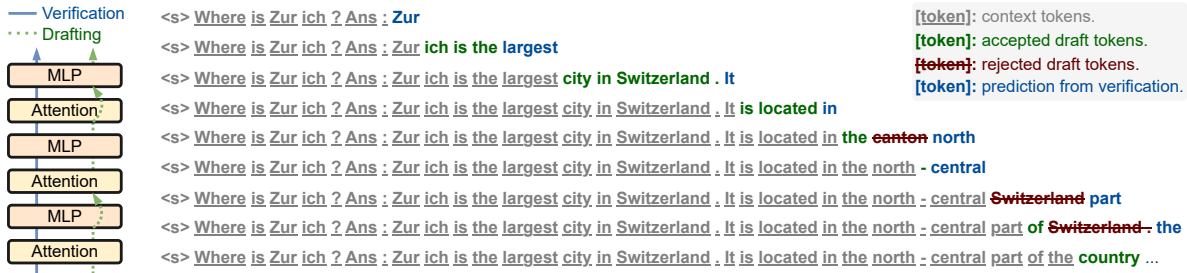 Verification
Drafting
MLP
Attention
MLP
Attention
MLP
Attention
<s> Where is Zur ich ? Ans : Zur
<s> Where is Zur ich ? Ans : Zur ich is the largest
<s> Where is Zur ich ? Ans : Zur ich is the largest city in Switzerland . It
<s> Where is Zur ich ? Ans : Zur ich is the largest city in Switzerland . It is located in
<s> Where is Zur ich ? Ans : Zur ich is the largest city in Switzerland . It is located in the canton north
<s> Where is Zur ich ? Ans : Zur ich is the largest city in Switzerland . It is located in the north - central
<s> Where is Zur ich ? Ans : Zur ich is the largest city in Switzerland . It is located in the north - central Switzerland part
<s> Where is Zur ich ? Ans : Zur ich is the largest city in Switzerland . It is located in the north - central part of Switzerland . the
<s> Where is Zur ich ? Ans : Zur ich is the largest city in Switzerland . It is located in the north - central part of the country ...
[token]: context tokens.
[token]: accepted draft tokens.
[token]: rejected draft tokens.
[token]: prediction from verification.